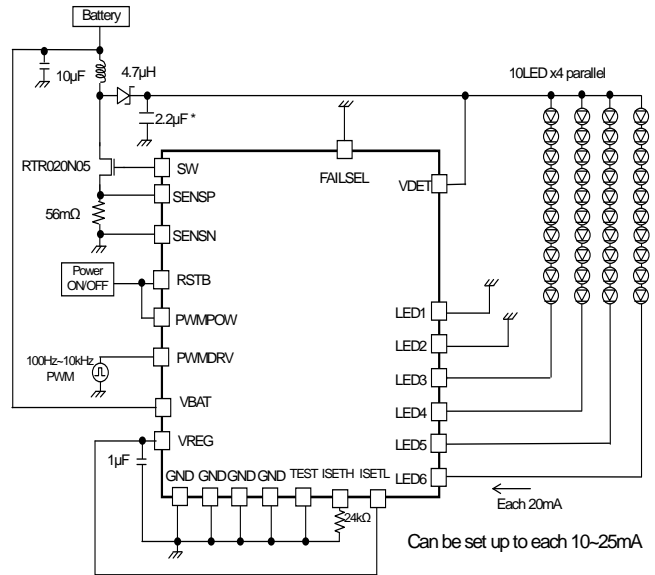 Battery
10μF
4.7μH
10LED x4 parallel
2.2μF *
RTR020N05
SW
FAILSEL
VDET
SENSP
56mΩ
SENSN
Power
ON/OFF
RSTB
PWMPOW
LED1
LED2
100Hz~10kHz
PWM
PWMDRV
LED3
VBAT
LED4
VREG
LED5
1μF
GND GND GND GND TEST ISETH ISETL
LED6
24kΩ
Each 20mA
Can be set up to each 10~25mA